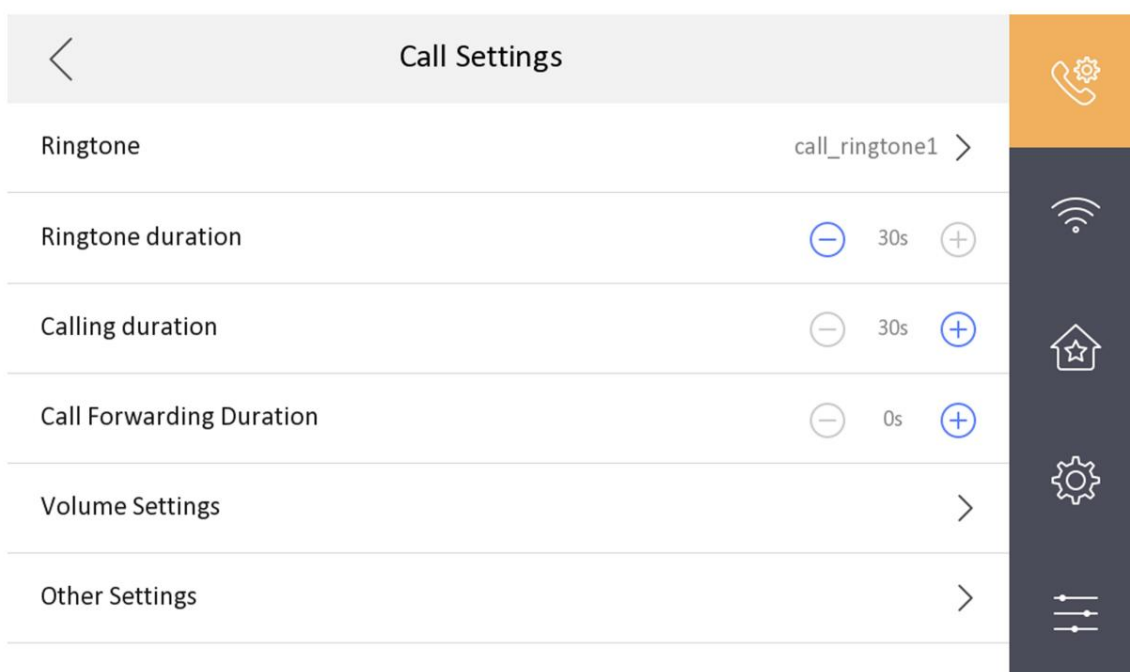 Call Settings
Ringtone call_ringtone1
Ringtone duration 30s
Calling duration 30s
Call Forwarding Duration 0s
Volume Settings
Other Settings